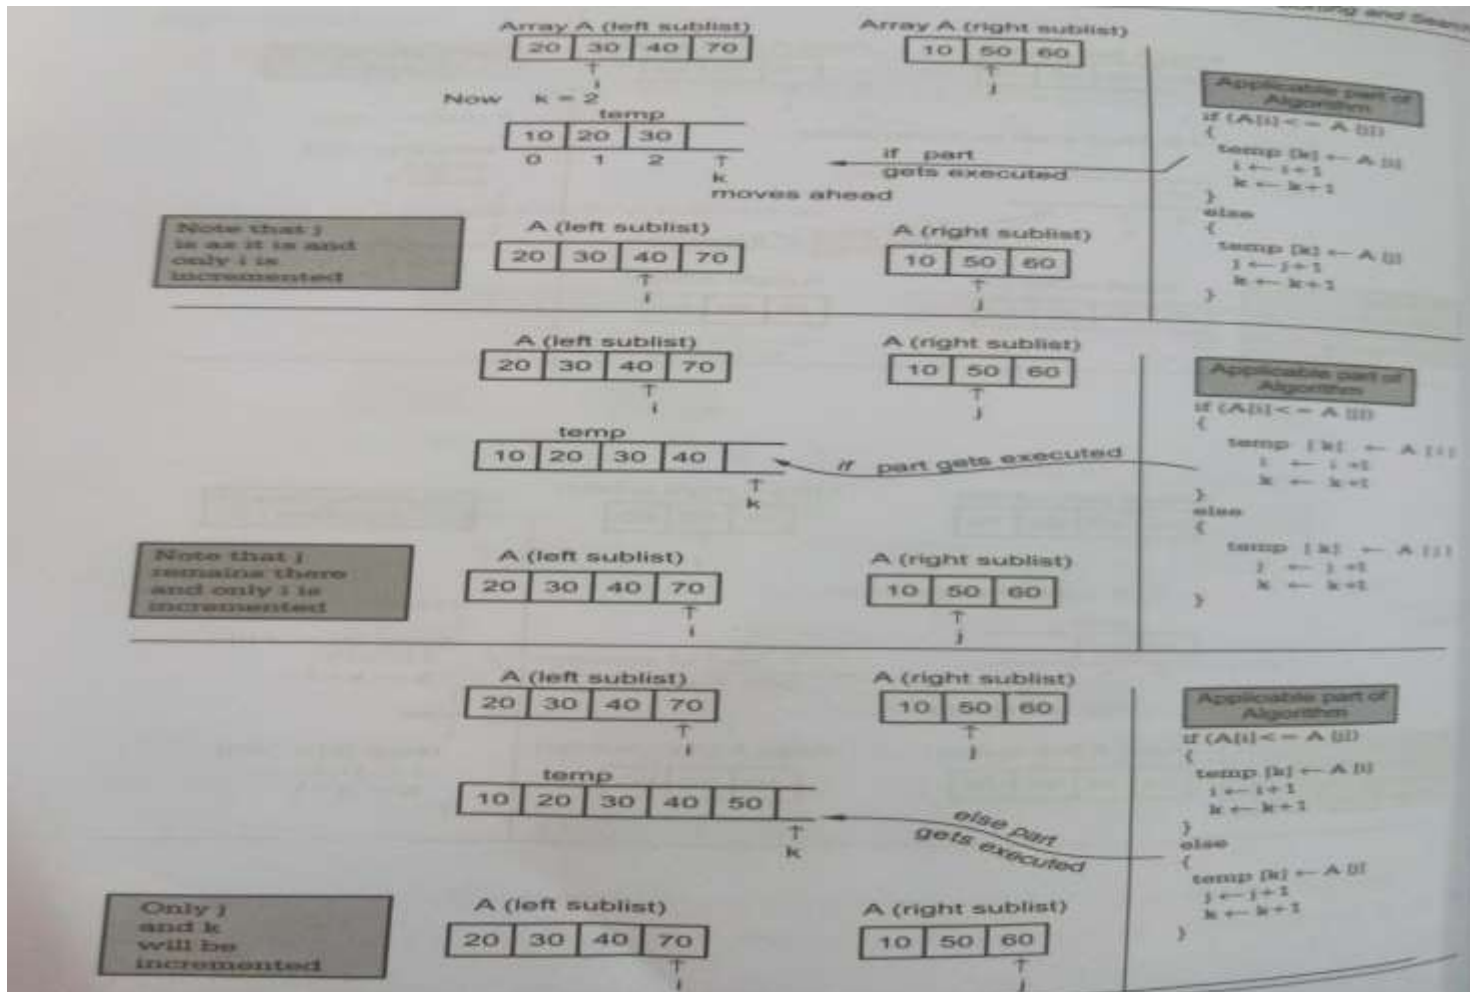 Sorting and Search
Array A (left sublist) Array A (right sublist)
20 30 40 70 10 50 60
↑ ↑
i j
Now k = 2
temp
10 20 30
0 1 2 ↑
k
moves ahead
if part
gets executed
Applicable part of
Algorithm
if (A[i] < = A [j])
{
temp [k] ← A [i]
i ← i + 1
k ← k + 1
}
else
{
temp [k] ← A [j]
j ← j + 1
k ← k + 1
}
Note that j
is as it is and
only i is
incremented
A (left sublist) A (right sublist)
20 30 40 70 10 50 60
↑ ↑
i j
A (left sublist) A (right sublist)
20 30 40 70 10 50 60
↑ ↑
i j
temp
10 20 30 40
↑
k
if part gets executed
Applicable part of
Algorithm
if (A[i] < = A [j])
{
temp [k] ← A [i]
i ← i +1
k ← k +1
}
else
{
temp [k] ← A [j]
j ← j +1
k ← k +1
}
Note that j
remains there
and only i is
incremented
A (left sublist) A (right sublist)
20 30 40 70 10 50 60
↑ ↑
i j
A (left sublist) A (right sublist)
20 30 40 70 10 50 60
↑ ↑
i j
temp
10 20 30 40 50
↑
k
else part
gets executed
Applicable part of
Algorithm
if (A[i] < = A [j])
{
temp [k] ← A [i]
i ← i + 1
k ← k + 1
}
else
{
temp [k] ← A [j]
j ← j + 1
k ← k + 1
}
Only j
and k
will be
incremented
A (left sublist) A (right sublist)
20 30 40 70 10 50 60
↑ ↑
i j